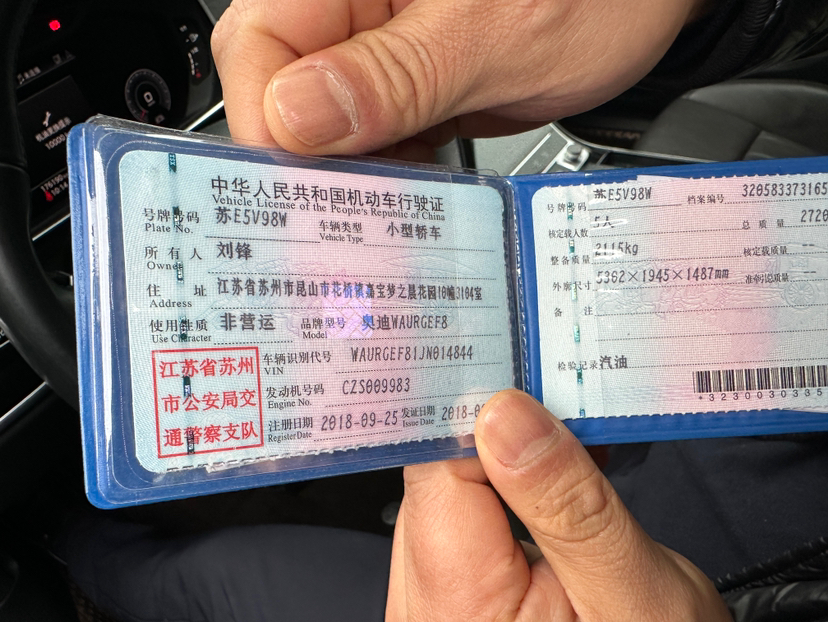 中华人民共和国机动车行驶证
Vehicle License of the People's Republic of China
号牌号码 苏E5V98W 车辆类型 小型轿车
Plate No. Vehicle Type
所有人 刘锋
Owner
住址 江苏省苏州市昆山市花桥镇嘉宝梦之晨花园16幢3104室
Address
使用性质 非营运 品牌型号 奥迪WAURGEF8
Use Character Model
江苏省苏州
市公安局交
通警察支队
车辆识别代号 WAURGEF81JN014844
VIN
发动机号码 CZS009983
Engine No.
注册日期 2018-09-25 发证日期 2018-0
Register Date Issue Date
号牌号码 苏E5V98W 档案编号 320583373165
核定载人数 5人 总质量 2720
整备质量 2115kg 核定载质量 --
外廓尺寸 5362×1945×1487mm 准牵引总质量 --
备注
检验记录 汽油
*3230030335
10000